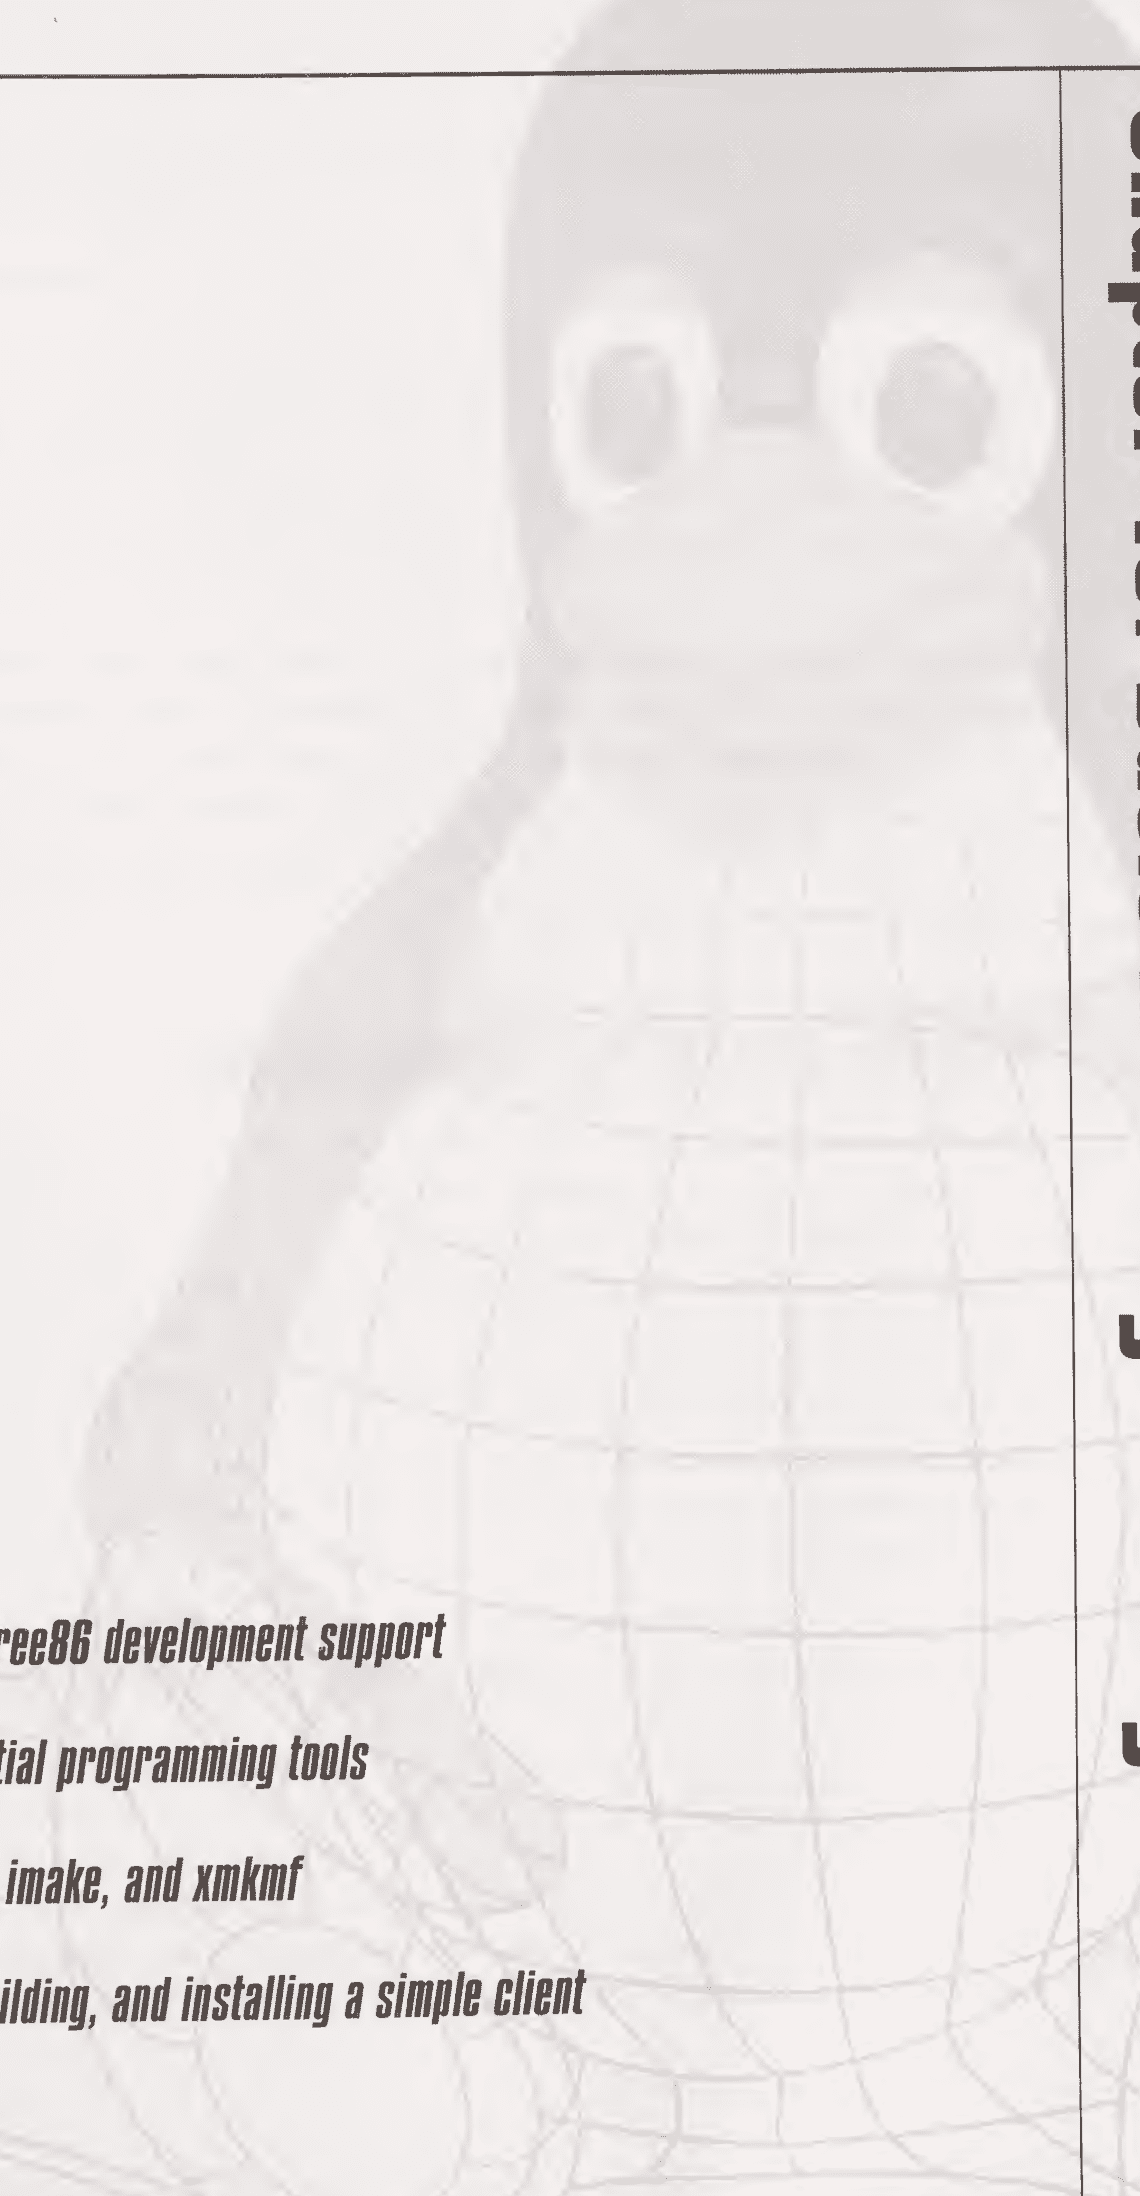 ree86 development support
tial programming tools
imake, and xmkmf
ilding, and installing a simple client